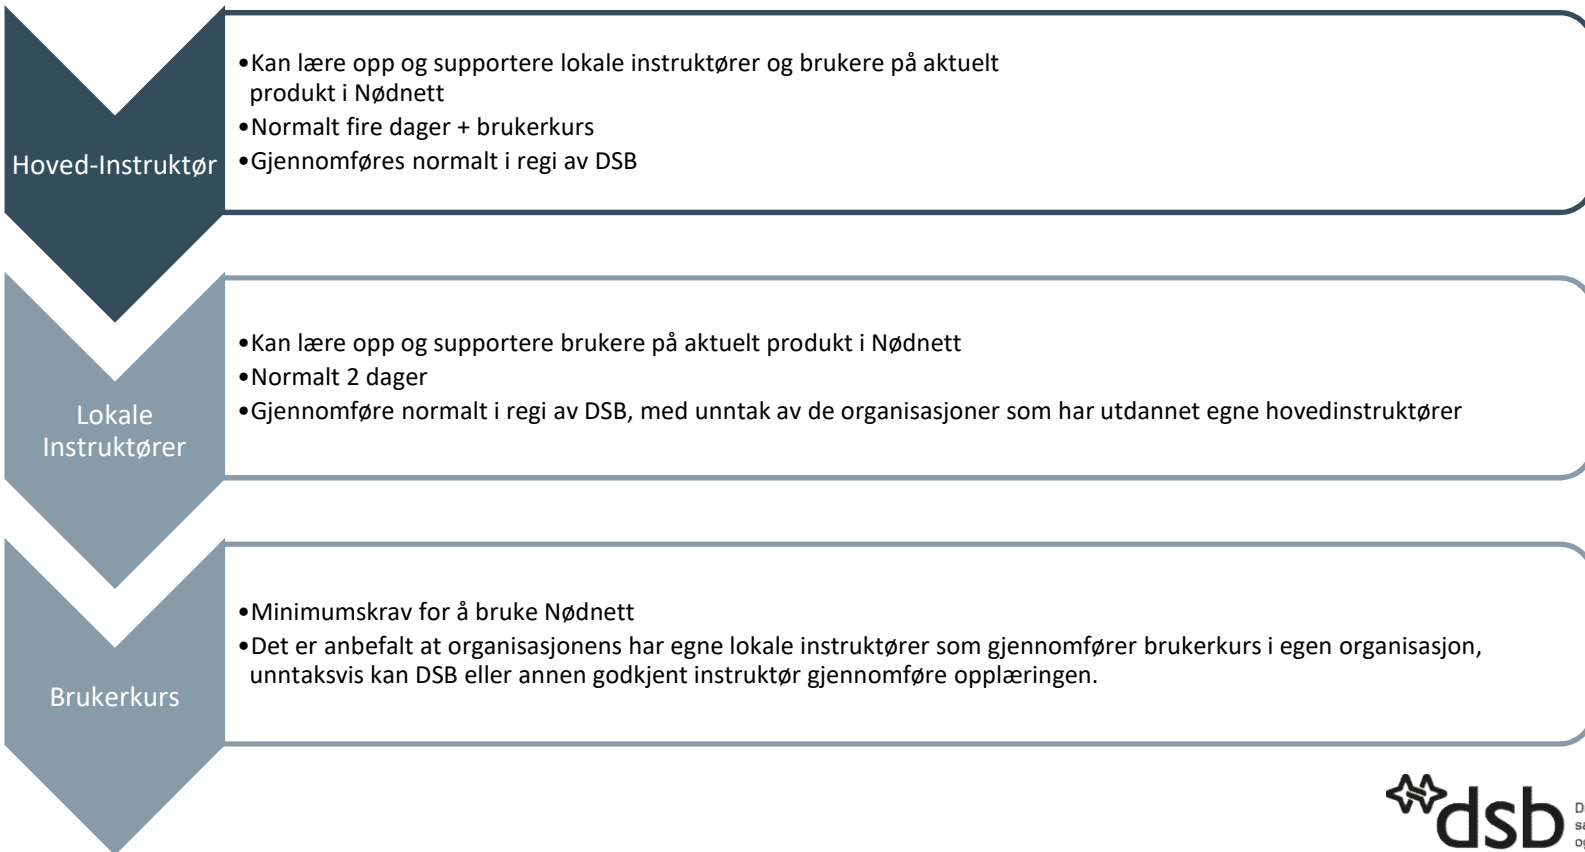 Hoved-Instruktør
•Kan lære opp og supportere lokale instruktører og brukere på aktuelt
produkt i Nødnett
•Normalt fire dager + brukerkurs
•Gjennomføres normalt i regi av DSB
Lokale
Instruktører
•Kan lære opp og supportere brukere på aktuelt produkt i Nødnett
•Normalt 2 dager
•Gjennomføre normalt i regi av DSB, med unntak av de organisasjoner som har utdannet egne hovedinstruktører
Brukerkurs
•Minimumskrav for å bruke Nødnett
•Det er anbefalt at organisasjonens har egne lokale instruktører som gjennomfører brukerkurs i egen organisasjon,
unntaksvis kan DSB eller annen godkjent instruktør gjennomføre opplæringen.
dsb